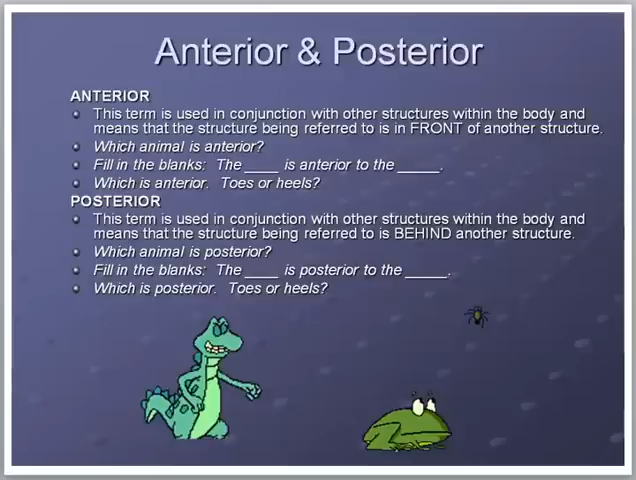 Anterior & Posterior
ANTERIOR
This term is used in conjunction with other structures within the body and
means that the structure being referred to is in FRONT of another structure.
Which animal is anterior?
Fill in the blanks: The ____ is anterior to the _____.
Which is anterior. Toes or heels?
POSTERIOR
This term is used in conjunction with other structures within the body and
means that the structure being referred to is BEHIND another structure.
Which animal is posterior?
Fill in the blanks: The ____ is posterior to the _____.
Which is posterior. Toes or heels?